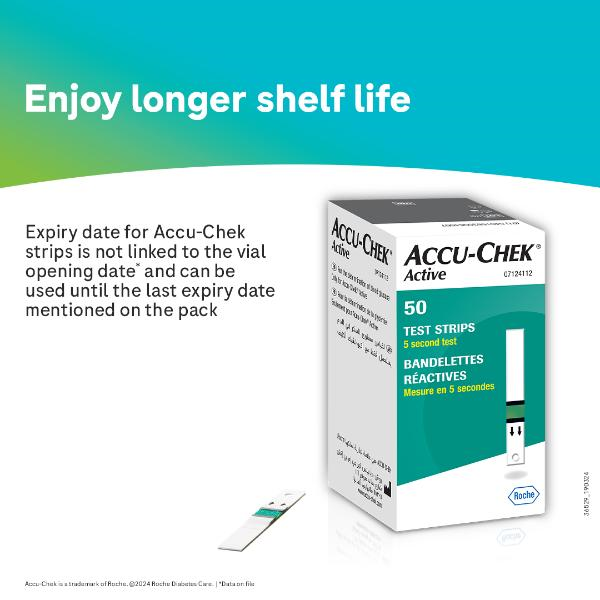 Enjoy longer shelf life
Expiry date for Accu-Chek
strips is not linked to the vial
opening date* and can be
used until the last expiry date
mentioned on the pack
ACCU-CHEK®
Active
ACCU-CHEK®
Active
07124112
50
TEST STRIPS
5 second test
BANDELETTES
RÉACTIVES
Mesure en 5 secondes
Roche
36829_190324
Accu-Chek is a trademark of Roche. ©2024 Roche Diabetes Care. | *Data on file